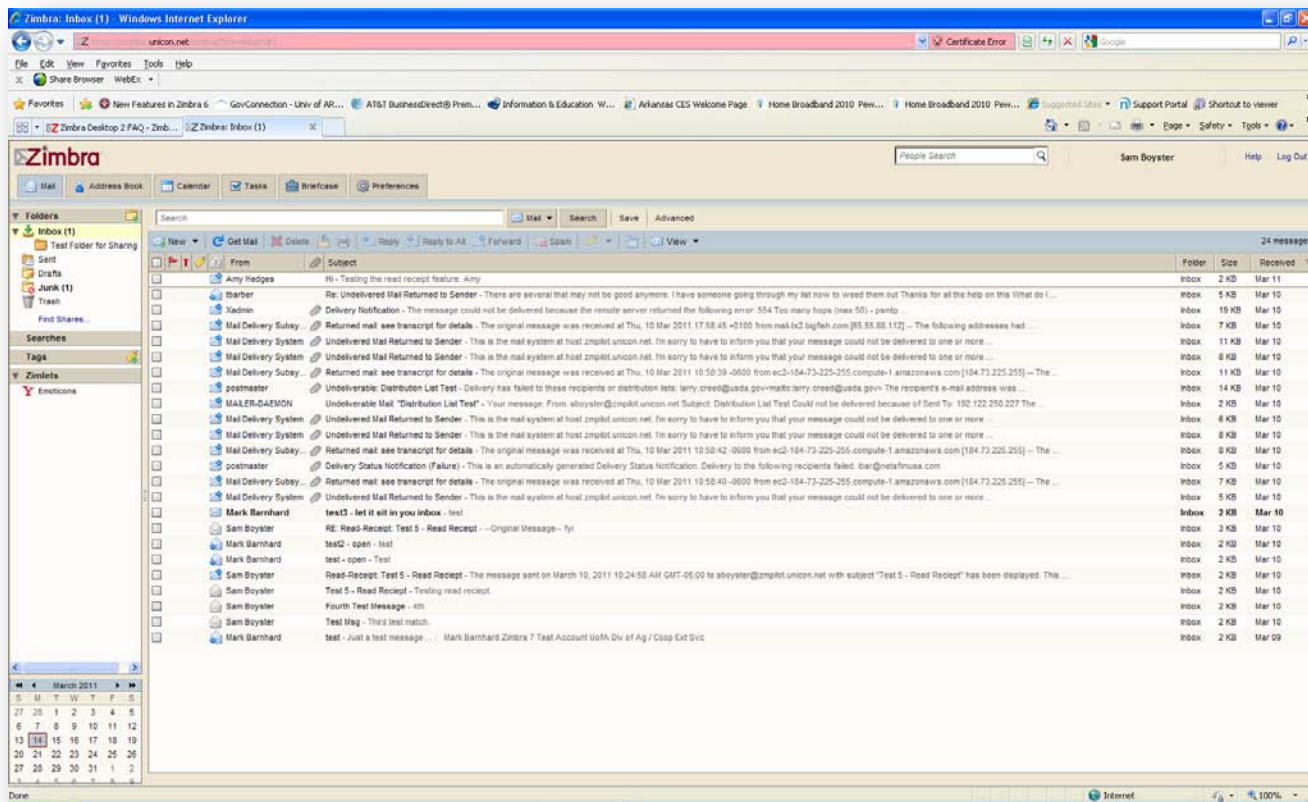 Zimbra: Inbox (1) - Windows Internet Explorer
unicon.net
Certificate Error
Google
File Edit View Favorites Tools Help
Share Browser WebEx
Favorites New Features in Zimbra 6 GovConnection - Univ of AR... AT&T BusinessDirect® Prem... Information & Education W... Arkansas CES Welcome Page Home Broadband 2010 Pew... Home Broadband 2010 Pew... Suggested Sites Support Portal Shortcut to viewer
Zimbra Desktop 2 FAQ - Zimb... Zimbra: Inbox (1) Page Safety Tools
Zimbra People Search Sam Boyster Help Log Out
Mail Address Book Calendar Tasks Briefcase Preferences
Folders
Inbox (1)
Test Folder for Sharing
Sent
Drafts
Junk (1)
Trash
Find Shares...
Searches
Tags
Zimlets
Emoticons
Search Mail Search Save Advanced
New Get Mail Delete Reply Reply to All Forward Spam View 24 message
From Subject Folder Size Received
Amy Hedges Hi - Testing the read receipt feature. Amy Inbox 2 KB Mar 11
tbarber Re: Undelivered Mail Returned to Sender - There are several that may not be good anymore. I have someone going through my list now to weed them out Thanks for all the help on this What do I ... Inbox 5 KB Mar 10
Xadmin Delivery Notification - The message could not be delivered because the remote server returned the following error: 554 Too many hops (max 50) - psmtp ... Inbox 19 KB Mar 10
Mail Delivery Subsy... Returned mail: see transcript for details - The original message was received at Thu, 10 Mar 2011 17:58:45 +0100 from mail-tx2.bigfish.com [65.55.88.112] -- The following addresses had ... Inbox 7 KB Mar 10
Mail Delivery System Undelivered Mail Returned to Sender - This is the mail system at host zmpilot.unicon.net. I'm sorry to have to inform you that your message could not be delivered to one or more ... Inbox 11 KB Mar 10
Mail Delivery System Undelivered Mail Returned to Sender - This is the mail system at host zmpilot.unicon.net. I'm sorry to have to inform you that your message could not be delivered to one or more ... Inbox 8 KB Mar 10
Mail Delivery Subsy... Returned mail: see transcript for details - The original message was received at Thu, 10 Mar 2011 10:58:39 -0600 from ec2-184-73-225-255.compute-1.amazonaws.com [184.73.225.255] -- The ... Inbox 11 KB Mar 10
postmaster Undeliverable: Distribution List Test - Delivery has failed to these recipients or distribution lists: larry.creed@usda.gov<mailto:larry.creed@usda.gov> The recipient's e-mail address was ... Inbox 14 KB Mar 10
MAILER-DAEMON Undeliverable Mail: "Distribution List Test" - Your message: From: sboyster@zmpilot.unicon.net Subject: Distribution List Test Could not be delivered because of Sent To: 192.122.250.227 The ... Inbox 2 KB Mar 10
Mail Delivery System Undelivered Mail Returned to Sender - This is the mail system at host zmpilot.unicon.net. I'm sorry to have to inform you that your message could not be delivered to one or more ... Inbox 6 KB Mar 10
Mail Delivery System Undelivered Mail Returned to Sender - This is the mail system at host zmpilot.unicon.net. I'm sorry to have to inform you that your message could not be delivered to one or more ... Inbox 8 KB Mar 10
Mail Delivery Subsy... Returned mail: see transcript for details - The original message was received at Thu, 10 Mar 2011 10:58:42 -0600 from ec2-184-73-225-255.compute-1.amazonaws.com [184.73.225.255] -- The ... Inbox 8 KB Mar 10
postmaster Delivery Status Notification (Failure) - This is an automatically generated Delivery Status Notification. Delivery to the following recipients failed. ibar@netafimusa.com Inbox 5 KB Mar 10
Mail Delivery Subsy... Returned mail: see transcript for details - The original message was received at Thu, 10 Mar 2011 10:58:40 -0600 from ec2-184-73-225-255.compute-1.amazonaws.com [184.73.225.255] -- The ... Inbox 7 KB Mar 10
Mail Delivery System Undelivered Mail Returned to Sender - This is the mail system at host zmpilot.unicon.net. I'm sorry to have to inform you that your message could not be delivered to one or more ... Inbox 5 KB Mar 10
Mark Barnhard test3 - let it sit in you inbox - test Inbox 2 KB Mar 10
Sam Boyster RE: Read-Receipt: Test 5 - Read Reciept - --Original Message-- fyi Inbox 3 KB Mar 10
Mark Barnhard test2 - open - test Inbox 2 KB Mar 10
Mark Barnhard test - open - Test Inbox 2 KB Mar 10
Sam Boyster Read-Receipt: Test 5 - Read Reciept - The message sent on March 10, 2011 10:24:58 AM GMT-05:00 to sboyster@zmpilot.unicon.net with subject "Test 5 - Read Reciept" has been displayed. This ... Inbox 2 KB Mar 10
Sam Boyster Test 5 - Read Reciept - Testing read reciept. Inbox 2 KB Mar 10
Sam Boyster Fourth Test Message - 4th Inbox 2 KB Mar 10
Sam Boyster Test Msg - Third test match. Inbox 2 KB Mar 10
Mark Barnhard test - Just a test message . . . Mark Barnhard Zimbra 7 Test Account UofA Div of Ag / Coop Ext Svc Inbox 2 KB Mar 09
March 2011
S M T W T F S
27 28 1 2 3 4 5
6 7 8 9 10 11 12
13 14 15 16 17 18 19
20 21 22 23 24 25 26
27 28 29 30 31 1 2
3 4 5 6 7 8 9
Done Internet 100%